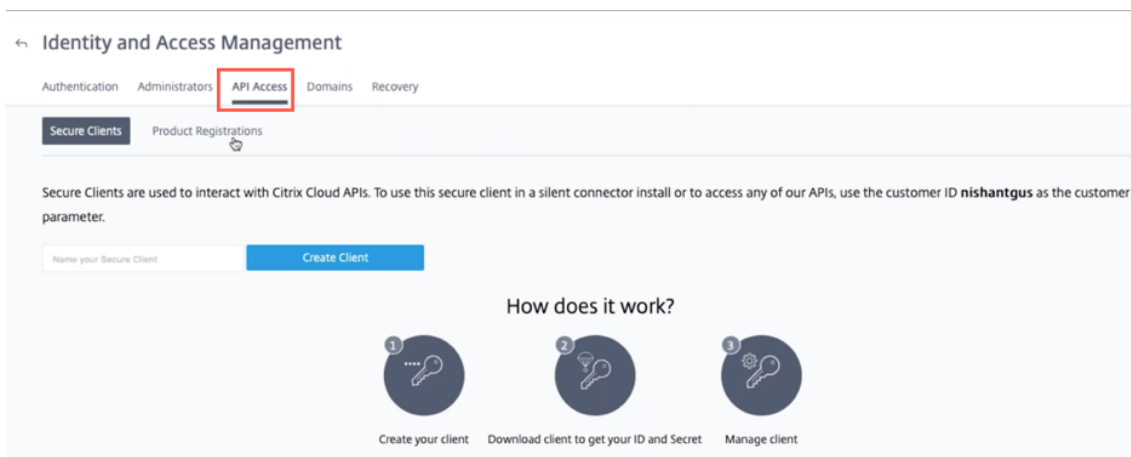 Identity and Access Management
Authentication Administrators API Access Domains Recovery
Secure Clients Product Registrations
Secure Clients are used to interact with Citrix Cloud APIs. To use this secure client in a silent connector install or to access any of our APIs, use the customer ID nishantgus as the customer
parameter.
Name your Secure Client Create Client
How does it work?
1 2 3
Create your client Download client to get your ID and Secret Manage client